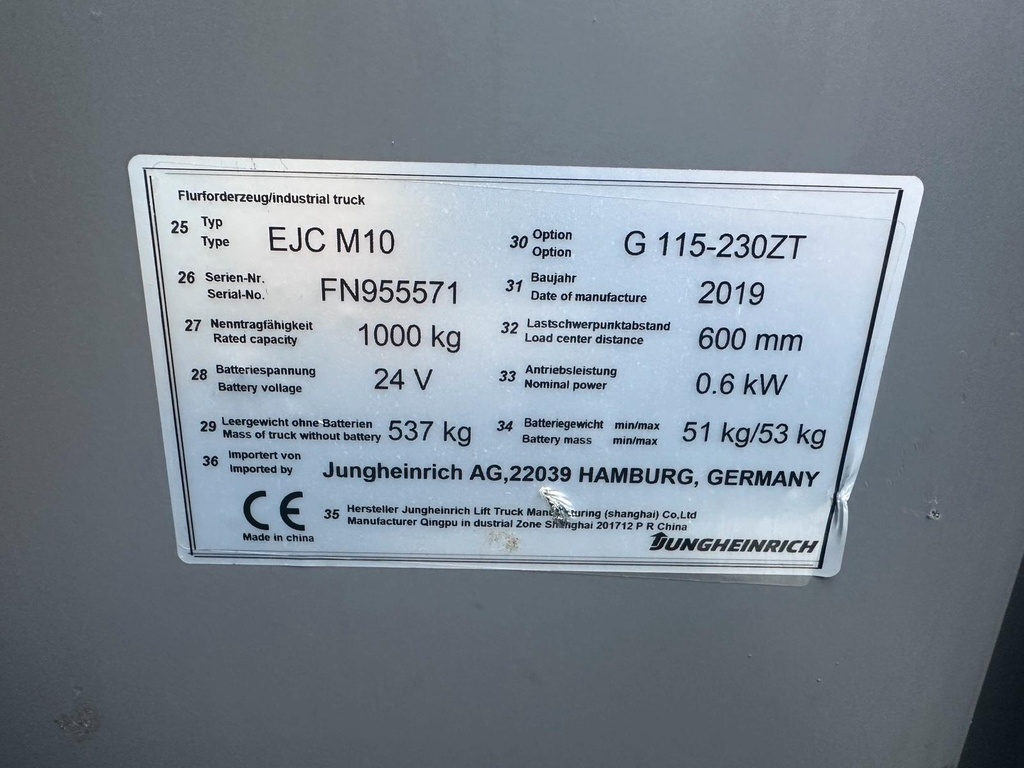 Flurforderzeug/industrial truck
25 Typ Type EJC M10
30 Option Option G 115-230ZT
26 Serien-Nr. Serial-No. FN955571
31 Baujahr Date of manufacture 2019
27 Nenntragfähigkeit Rated capacity 1000 kg
32 Lastschwerpunktabstand Load center distance 600 mm
28 Batteriespannung Battery vollage 24 V
33 Antriebsleistung Nominal power 0.6 kW
29 Leergewicht ohne Batterien Mass of truck without battery 537 kg
34 Batteriegewicht min/max Battery mass min/max 51 kg/53 kg
36 Importert von Imported by Jungheinrich AG,22039 HAMBURG, GERMANY
CE
Made in china
35 Hersteller Jungheinrich Lift Truck Manufacturing (shanghai) Co,Ltd
Manufacturer Qingpu in dustrial Zone Shanghai 201712 P R China
JUNGHEINRICH